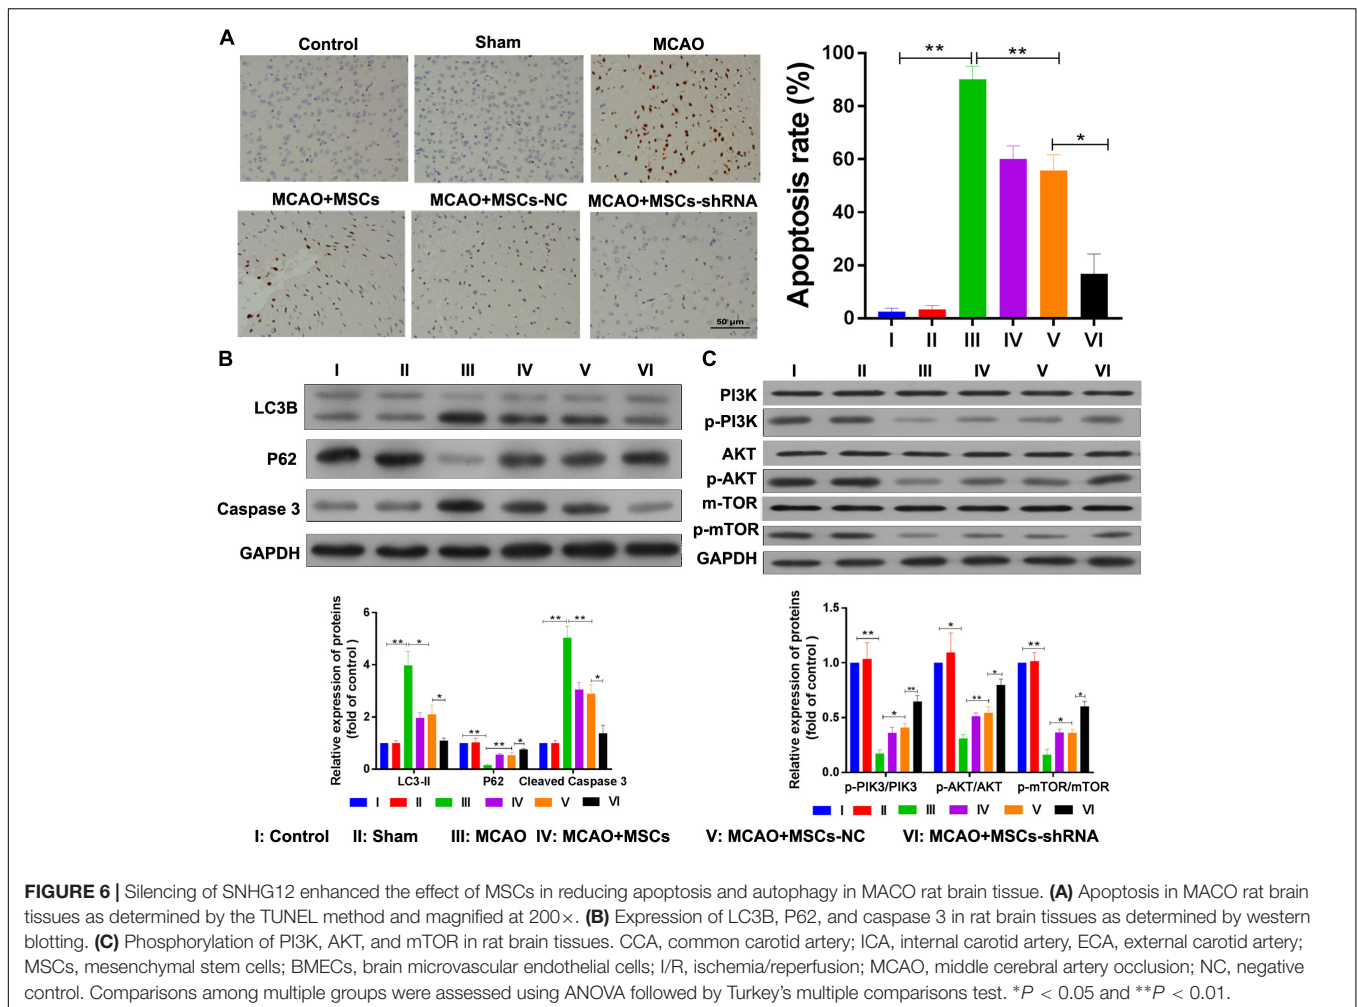 A
Control Sham MCAO
MCAO+MSCs MCAO+MSCs-NC MCAO+MSCs-shRNA
50 μm
Apoptosis rate (%)
100
80
60
40
20
0
** **
*
I II III IV V VI
B
I II III IV V VI
LC3B
P62
Caspase 3
GAPDH
C
I II III IV V VI
PI3K
p-PI3K
AKT
p-AKT
m-TOR
p-mTOR
GAPDH
Relative expression of proteins
(fold of control )
6
4
2
0
** * *
** ** *
** ** *
LC3-II P62 Cleaved Caspase 3
I II III IV V VI
Relative expression of proteins
(fold of control )
1.5
1.0
0.5
0.0
** * **
* ** *
** * *
p-PIK3/PIK3 p-AKT/AKT p-mTOR/mTOR
I II III IV V VI
I: Control II: Sham III: MCAO IV: MCAO+MSCs V: MCAO+MSCs-NC VI: MCAO+MSCs-shRNA
FIGURE 6 | Silencing of SNHG12 enhanced the effect of MSCs in reducing apoptosis and autophagy in MACO rat brain tissue. (A) Apoptosis in MACO rat brain
tissues as determined by the TUNEL method and magnified at 200×. (B) Expression of LC3B, P62, and caspase 3 in rat brain tissues as determined by western
blotting. (C) Phosphorylation of PI3K, AKT, and mTOR in rat brain tissues. CCA, common carotid artery; ICA, internal carotid artery, ECA, external carotid artery;
MSCs, mesenchymal stem cells; BMECs, brain microvascular endothelial cells; I/R, ischemia/reperfusion; MCAO, middle cerebral artery occlusion; NC, negative
control. Comparisons among multiple groups were assessed using ANOVA followed by Turkey's multiple comparisons test. *P < 0.05 and **P < 0.01.